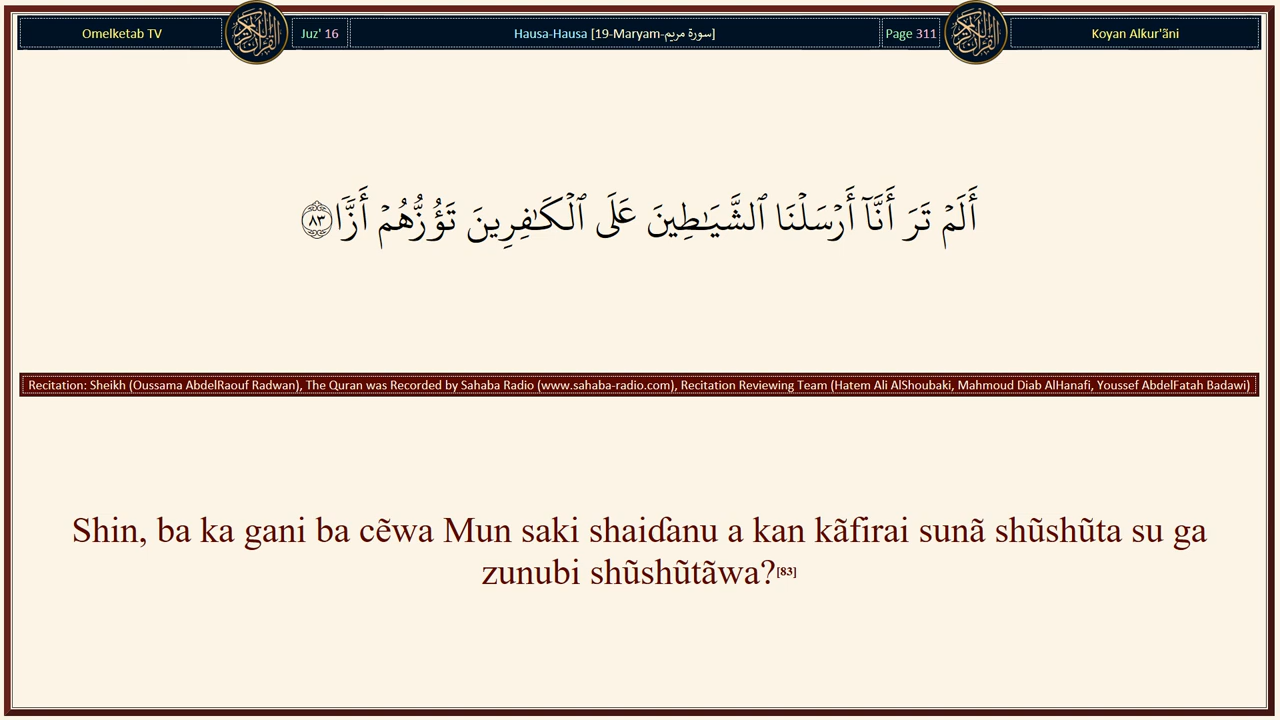 Omelketab TV
Juz' 16
Hausa-Hausa [19-Maryam-سورة مريم]
Page 311
Koyan Alƙur'ãni
أَلَمۡ تَرَ أَنَّآ أَرۡسَلۡنَا ٱلشَّيَٰطِينَ عَلَى ٱلۡكَٰفِرِينَ تَؤُزُّهُمۡ أَزّٗا ٨٣
Recitation: Sheikh (Oussama AbdelRaouf Radwan), The Quran was Recorded by Sahaba Radio (www.sahaba-radio.com), Recitation Reviewing Team (Hatem Ali AlShoubaki, Mahmoud Diab AlHanafi, Youssef AbdelFatah Badawi)
Shin, ba ka gani ba cẽwa Mun saki shaiɗanu a kan kãfirai sunã shũshũta su ga
zunubi shũshũtãwa?[83]